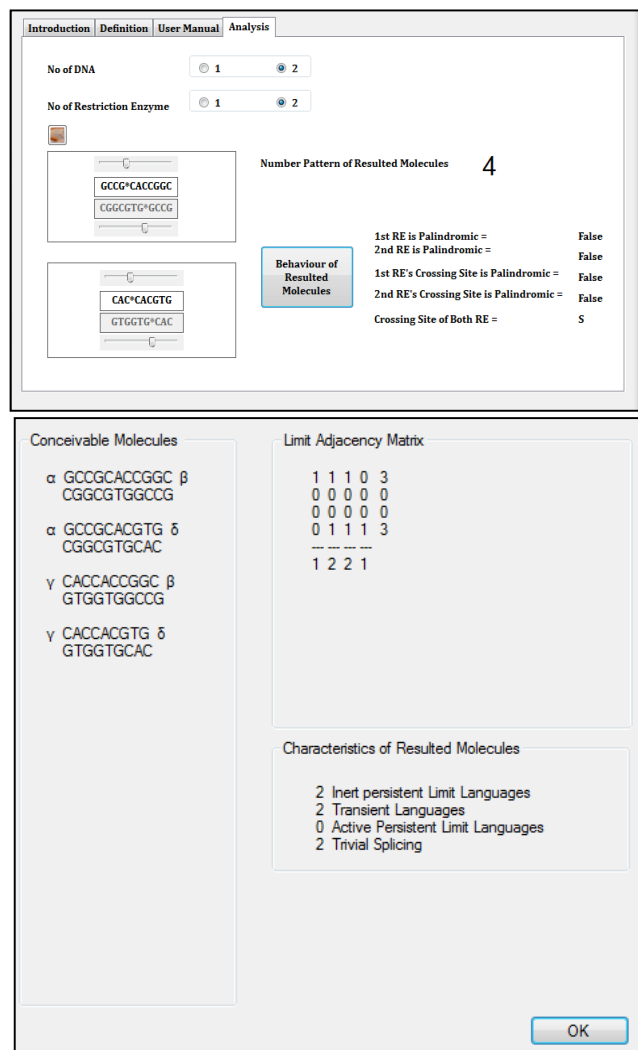 Introduction Definition User Manual Analysis
No of DNA 1 2
No of Restriction Enzyme 1 2
GCCG*CACCGGC
CGGCGTG*GCCG
CAC*CACGTG
GTGGTG*CAC
Number Pattern of Resulted Molecules 4
Behaviour of
Resulted
Molecules
1st RE is Palindromic = False
2nd RE is Palindromic = False
1st RE's Crossing Site is Palindromic = False
2nd RE's Crossing Site is Palindromic = False
Crossing Site of Both RE = S
Conceivable Molecules
α GCCGCACCGGC β
CGGCGTGGCCG
α GCCGCACGTG δ
CGGCGTGCAC
γ CACCACCGGC β
GTGGTGGCCG
γ CACCACGTG δ
GTGGTGCAC
Limit Adjacency Matrix
1 1 1 0 3
0 0 0 0 0
0 0 0 0 0
0 1 1 1 3
--- --- --- ---
1 2 2 1
Characteristics of Resulted Molecules
2 Inert persistent Limit Languages
2 Transient Languages
0 Active Persistent Limit Languages
2 Trivial Splicing
OK